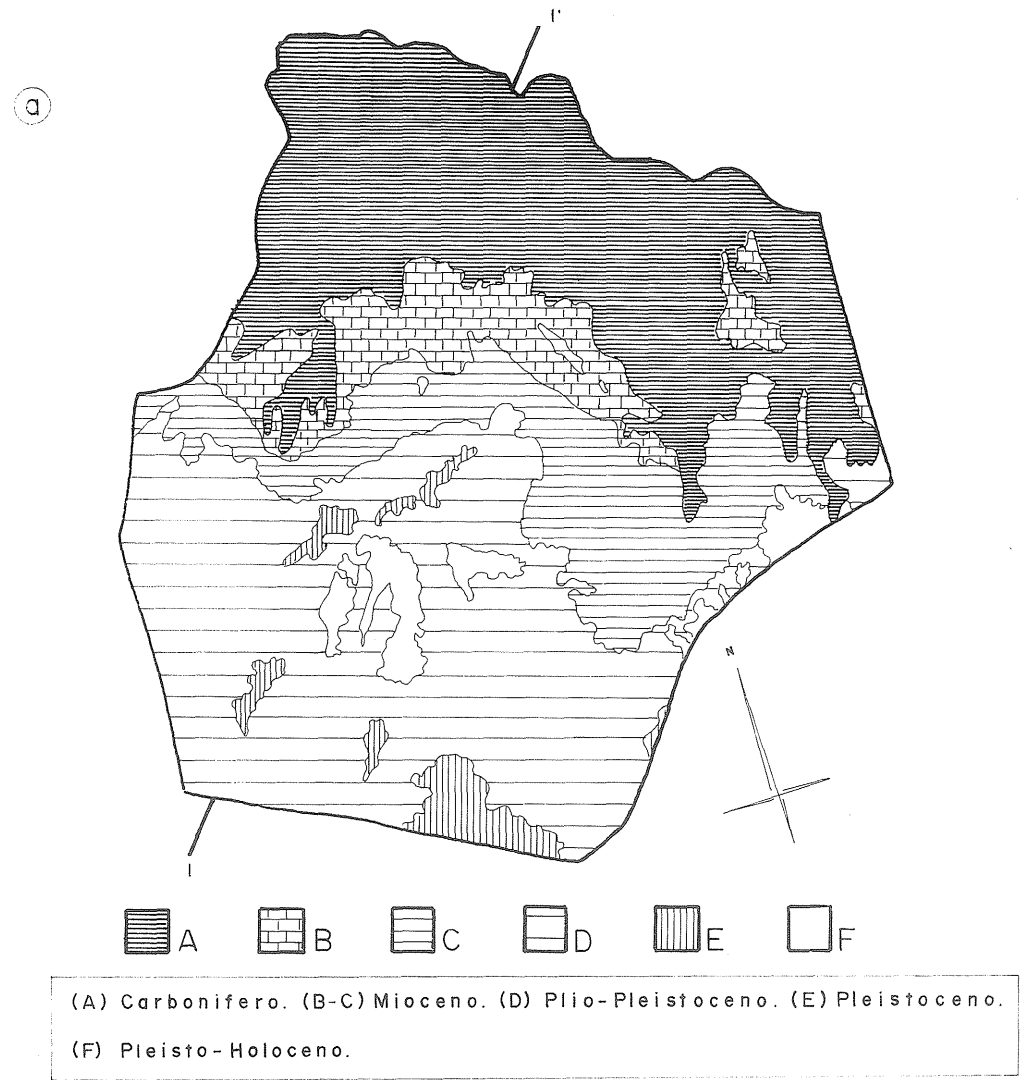 I'
a
N
I
A B C D E F
(A) Carbonifero. (B-C) Mioceno. (D) Plio-Pleistoceno. (E) Pleistoceno.
(F) Pleisto-Holoceno.